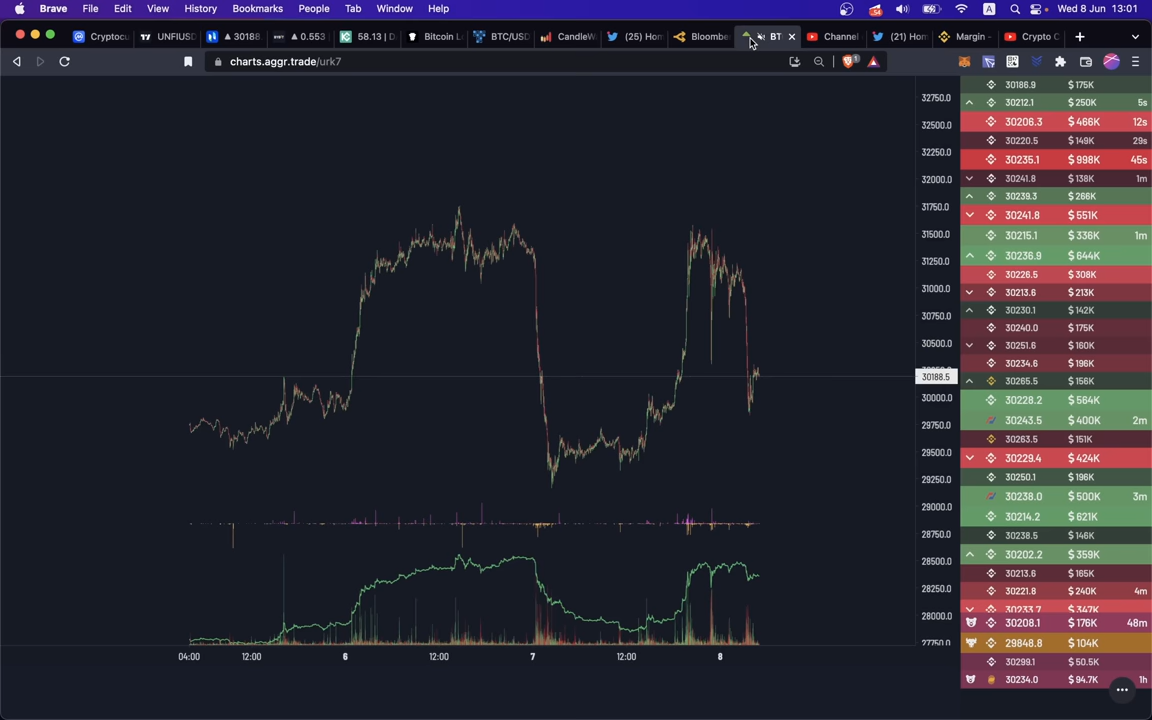 Brave File Edit View History Bookmarks People Tab Window Help 54 A Wed 8 Jun 13:01
Cryptocu UNFIUSD 30188. 0.553 58.13 | D Bitcoin L BTC/USD CandleW (25) Hom Bloombe BT Channel (21) Hom Margin - Crypto C
charts.aggr.trade/urk7 1
32750.0
32500.0
32250.0
32000.0
31750.0
31500.0
31250.0
31000.0
30750.0
30500.0
30188.5
30000.0
29750.0
29500.0
29250.0
29000.0
28750.0
28500.0
28250.0
28000.0
27750.0
04:00 12:00 6 12:00 7 12:00 8
30186.9 $175K
30212.1 $250K 5s
30206.3 $466K 12s
30220.5 $149K 29s
30235.1 $998K 45s
30241.8 $138K 1m
30239.3 $266K
30241.8 $551K
30215.1 $336K 1m
30236.9 $644K
30226.5 $308K
30213.6 $213K
30230.1 $142K
30240.0 $175K
30251.6 $160K
30234.6 $196K
30265.5 $156K
30228.2 $564K
30243.5 $400K 2m
30263.5 $151K
30229.4 $424K
30250.1 $196K
30238.0 $500K 3m
30214.2 $621K
30238.5 $146K
30202.2 $359K
30213.6 $165K
30221.8 $240K 4m
30233.7 $347K
30208.1 $176K 48m
29848.8 $104K
30299.1 $50.5K
30234.0 $94.7K 1h